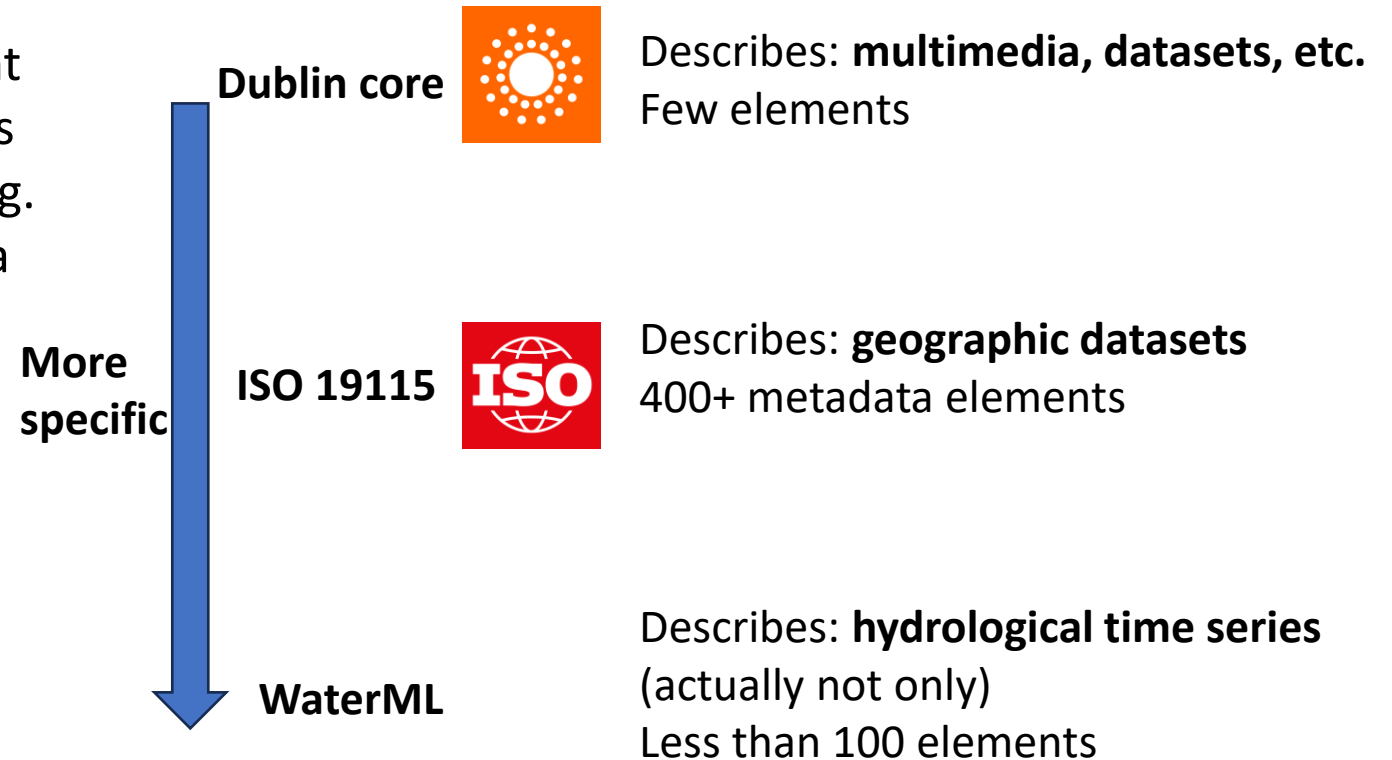 t
s
g.
a
Dublin core
Describes: multimedia, datasets, etc.
Few elements
More
specific
ISO 19115
ISO
Describes: geographic datasets
400+ metadata elements
WaterML
Describes: hydrological time series
(actually not only)
Less than 100 elements